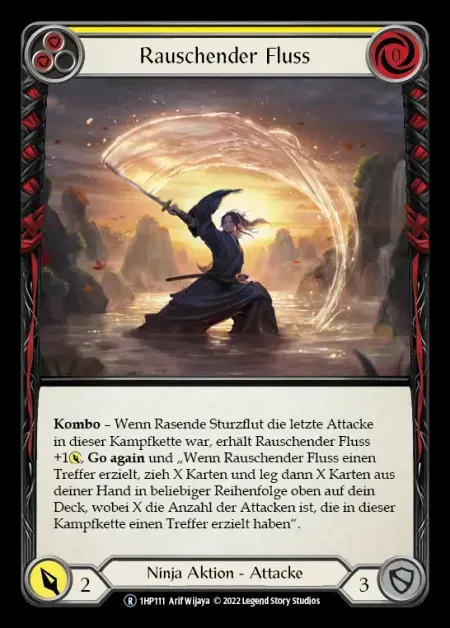 Rauschender Fluss
0
Kombo – Wenn Rasende Sturzflut die letzte Attacke
in dieser Kampfkette war, erhält Rauschender Fluss
+1, Go again und „Wenn Rauschender Fluss einen
Treffer erzielt, zieh X Karten und leg dann X Karten aus
deiner Hand in beliebiger Reihenfolge oben auf dein
Deck, wobei X die Anzahl der Attacken ist, die in dieser
Kampfkette einen Treffer erzielt haben“.
2
Ninja Aktion - Attacke
3
R 1HP111 Arif Wijaya © 2022 Legend Story Studios